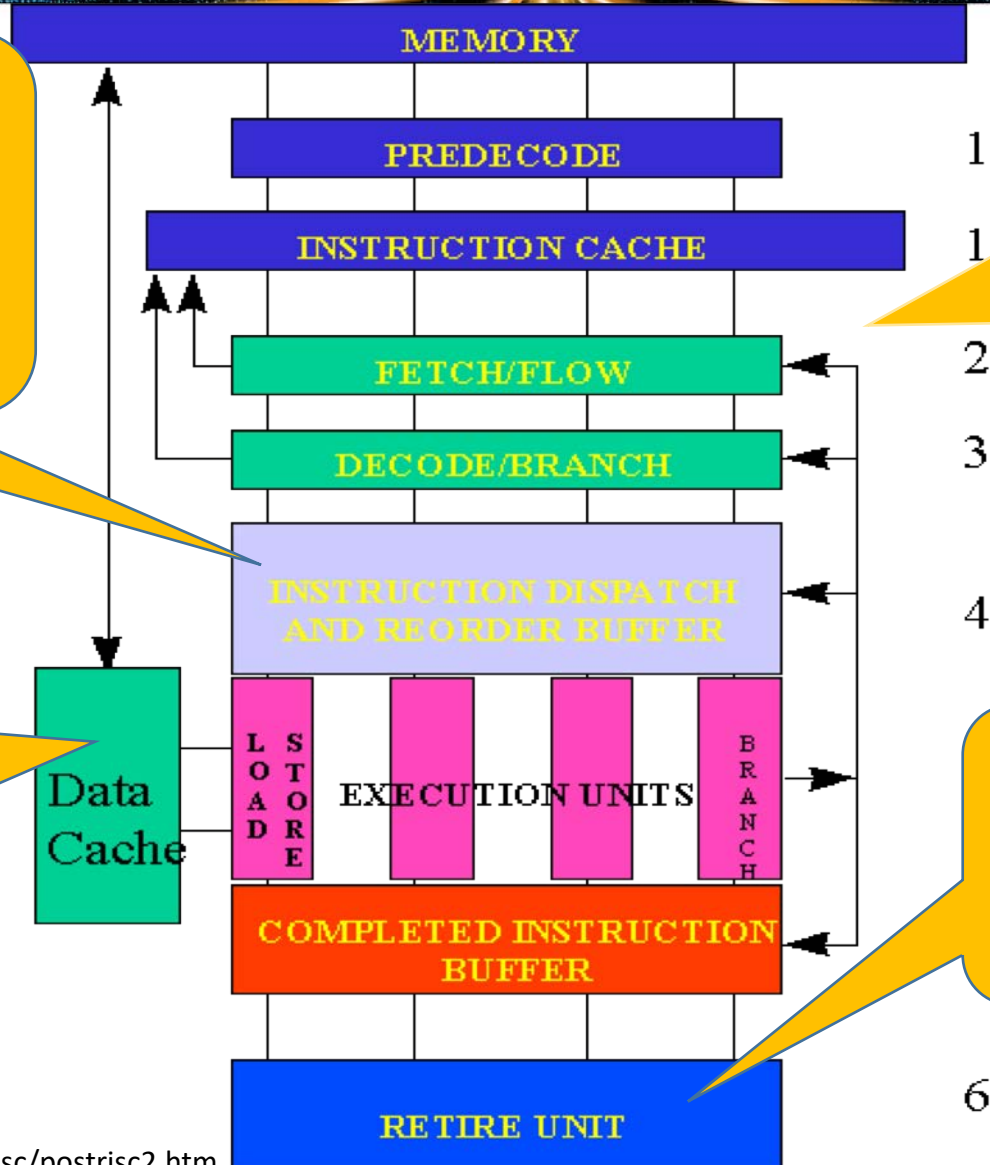 MEMORY
PREDECODE
1
INSTRUCTION CACHE
1
FETCH/FLOW
2
DECODE/BRANCH
3
INSTRUCTION DISPATCH
AND REORDER BUFFER
4
LOAD
STORE
EXECUTION UNITS
BRANCH
Data
Cache
COMPLETED INSTRUCTION
BUFFER
RETIRE UNIT
6
sc/postrisc2.htm